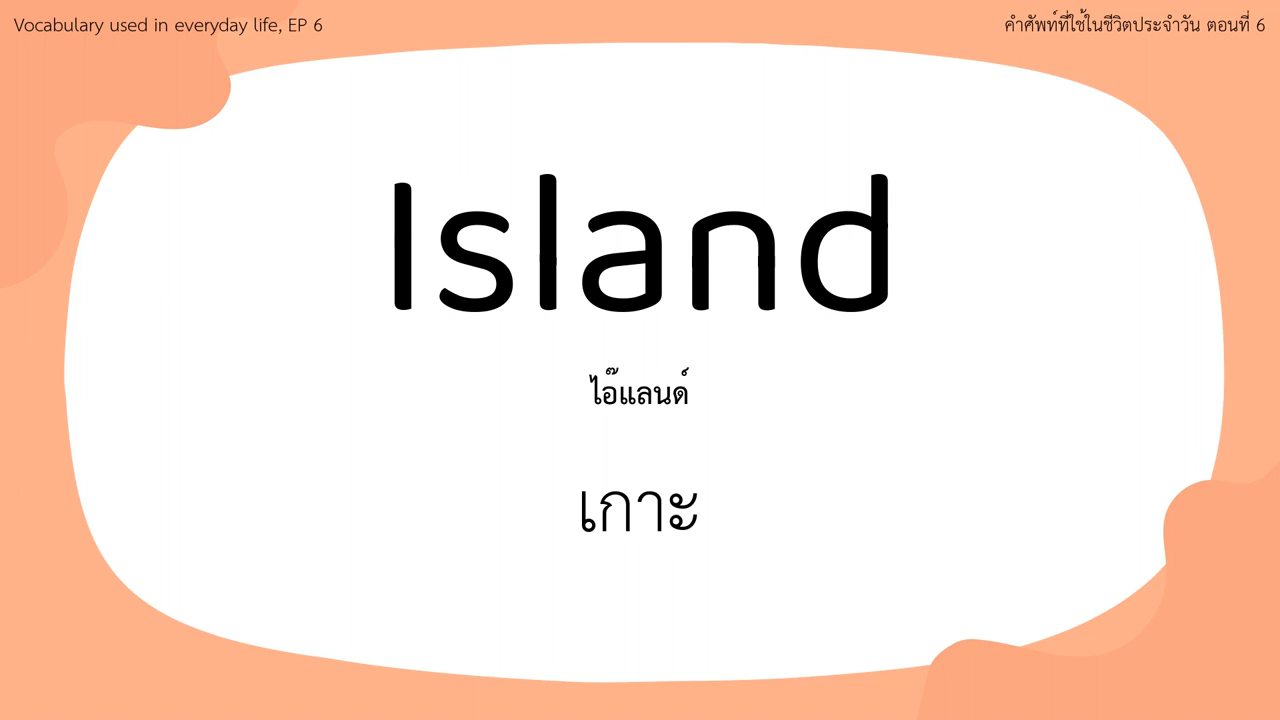 Vocabulary used in everyday life, EP 6
คำศัพท์ที่ใช้ในชีวิตประจำวัน ตอนที่ 6
Island
ไอ๊แลนด์
เกาะ